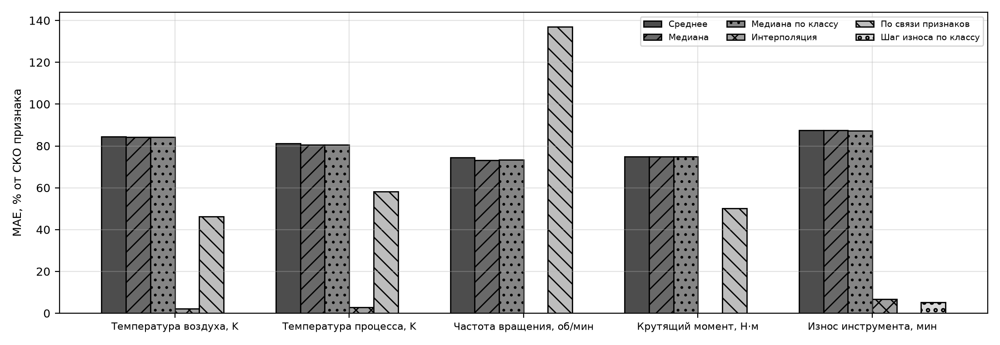 МАЕ, % от СКО признака
140
120
100
80
60
40
20
0
Среднее
Медиана
Медиана по классу
Интерполяция
По связи признаков
Шаг износа по классу
Температура воздуха, К
Температура процесса, К
Частота вращения, об/мин
Крутящий момент, Н·м
Износ инструмента, мин